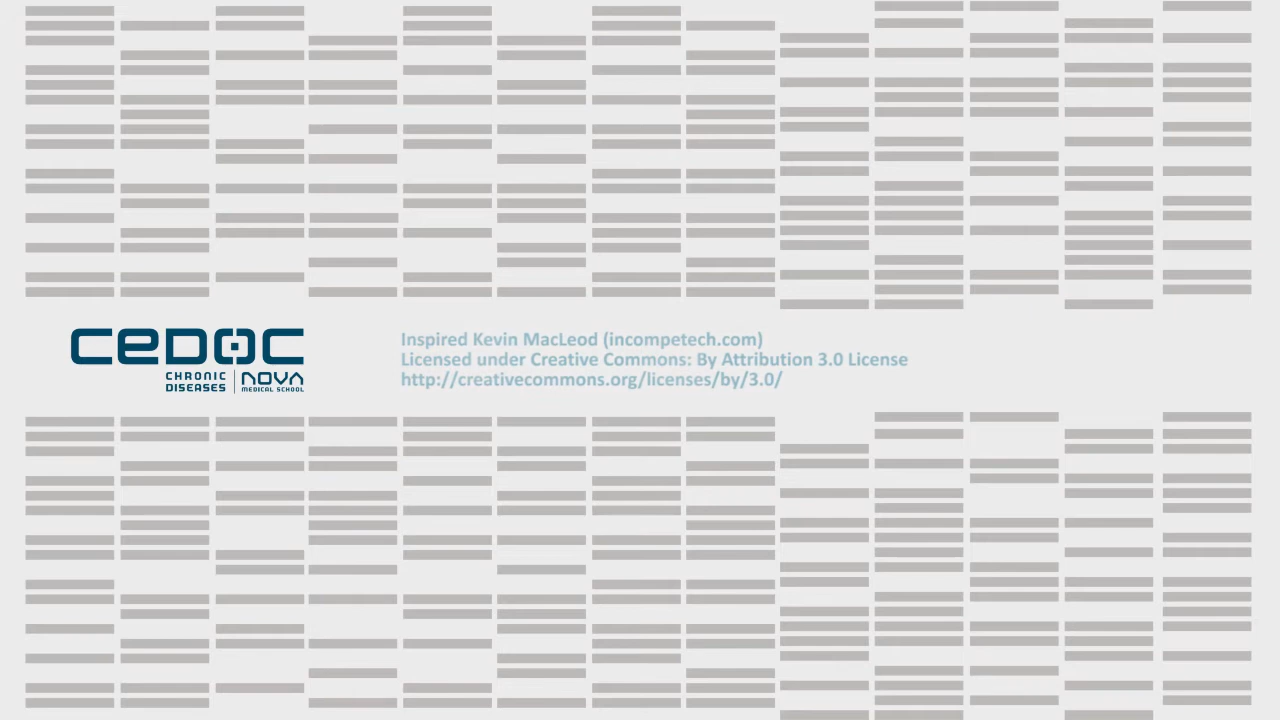 CEDOC
CHRONIC
DISEASES
NOVA
MEDICAL SCHOOL
Inspired Kevin MacLeod (incompetech.com)
Licensed under Creative Commons: By Attribution 3.0 License
http://creativecommons.org/licenses/by/3.0/